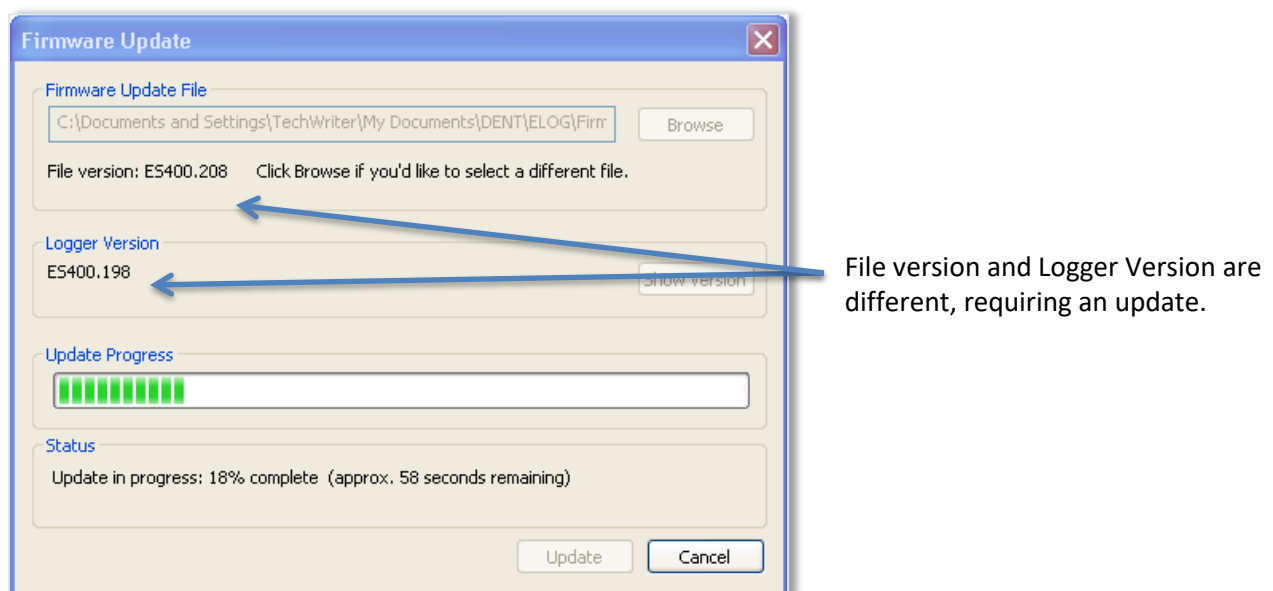 Firmware Update
Firmware Update File
C:\Documents and Settings\TechWriter\My Documents\DENT\ELOG\Firm
Browse
File version: ES400.208 Click Browse if you'd like to select a different file.
Logger Version
ES400.198
Show Version
File version and Logger Version are
different, requiring an update.
Update Progress
Status
Update in progress: 18% complete (approx. 58 seconds remaining)
Update
Cancel